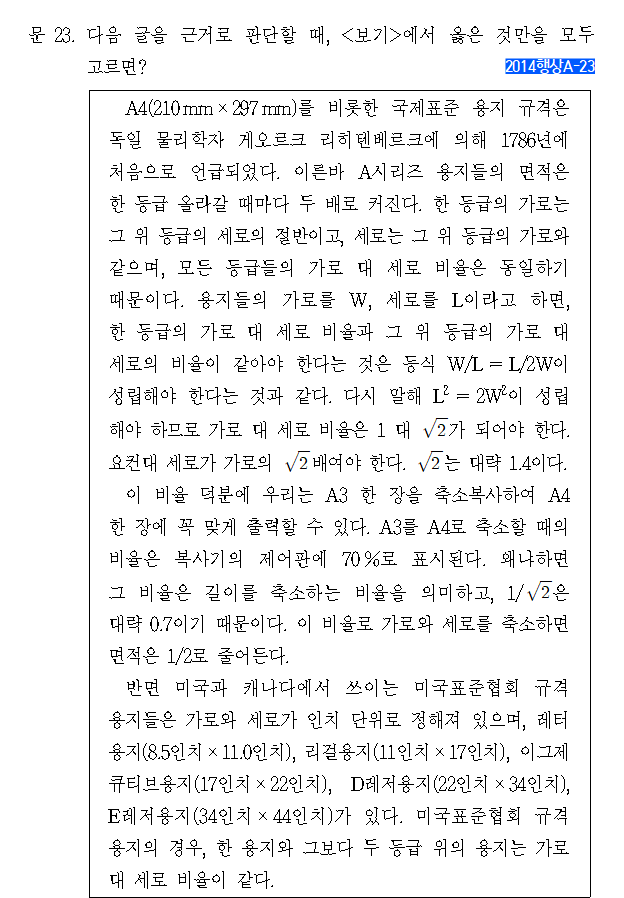 문 23. 다음 글을 근거로 판단할 때, <보기>에서 옳은 것만을 모두
고르면?
2014행상A-23
A4(210 mm × 297 mm)를 비롯한 국제표준 용지 규격은
독일 물리학자 게오르크 리히텐베르크에 의해 1786년에
처음으로 언급되었다. 이른바 A시리즈 용지들의 면적은
한 등급 올라갈 때마다 두 배로 커진다. 한 등급의 가로는
그 위 등급의 세로의 절반이고, 세로는 그 위 등급의 가로와
같으며, 모든 등급들의 가로 대 세로 비율은 동일하기
때문이다. 용지들의 가로를 W, 세로를 L이라고 하면,
한 등급의 가로 대 세로 비율과 그 위 등급의 가로 대
세로의 비율이 같아야 한다는 것은 등식 W/L = L/2W이
성립해야 한다는 것과 같다. 다시 말해 L² = 2W²이 성립
해야 하므로 가로 대 세로 비율은 1 대 √2가 되어야 한다.
요컨대 세로가 가로의 √2배여야 한다. √2는 대략 1.4이다.
이 비율 덕분에 우리는 A3 한 장을 축소복사하여 A4
한 장에 꼭 맞게 출력할 수 있다. A3를 A4로 축소할 때의
비율은 복사기의 제어판에 70 %로 표시된다. 왜냐하면
그 비율은 길이를 축소하는 비율을 의미하고, 1/√2은
대략 0.7이기 때문이다. 이 비율로 가로와 세로를 축소하면
면적은 1/2로 줄어든다.
반면 미국과 캐나다에서 쓰이는 미국표준협회 규격
용지들은 가로와 세로가 인치 단위로 정해져 있으며, 레터
용지(8.5인치 × 11.0인치), 리걸용지(11인치 × 17인치), 이그제
큐티브용지(17인치 × 22인치), D레저용지(22인치 × 34인치),
E레저용지(34인치 × 44인치)가 있다. 미국표준협회 규격
용지의 경우, 한 용지와 그보다 두 등급 위의 용지는 가로
대 세로 비율이 같다.